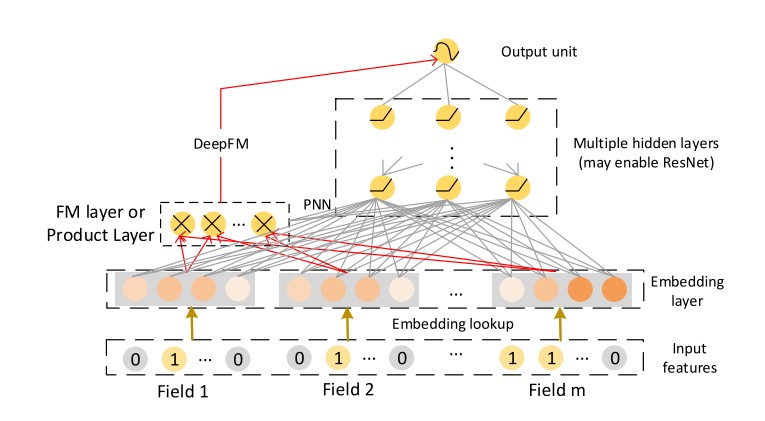 Output unit
Multiple hidden layers
(may enable ResNet)
DeepFM
PNN
FM layer or
Product Layer
...
Embedding
layer
...
Embedding lookup
Input
features
0 1 ... 0 0 1 ... 0 ... 1 1 ... 0
Field 1 Field 2 Field m